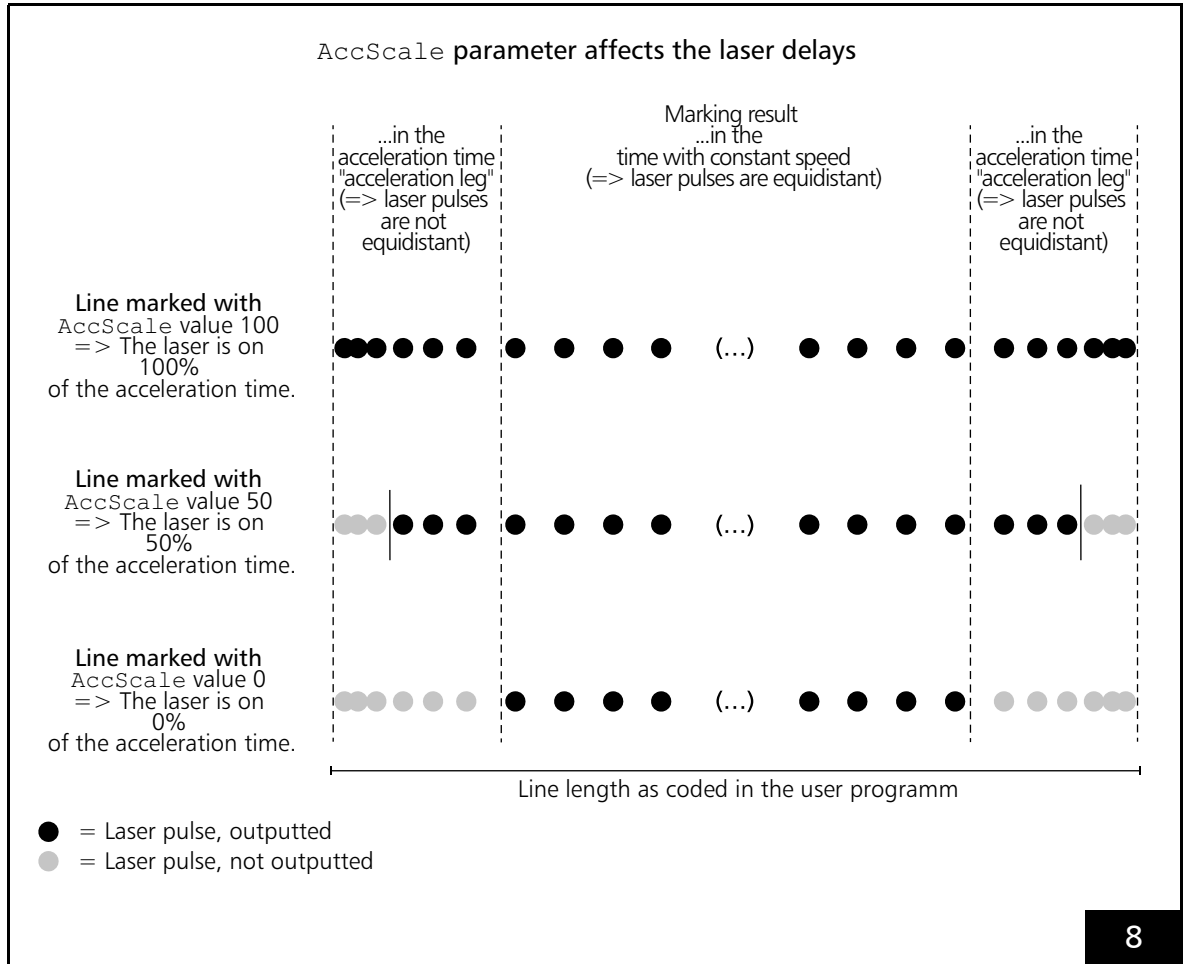 AccScale parameter affects the laser delays
Marking result
...in the
acceleration time
"acceleration leg"
(=> laser pulses
are not
equidistant)
...in the
time with constant speed
(=> laser pulses are equidistant)
...in the
acceleration time
"acceleration leg"
(=> laser pulses
are not
equidistant)
Line marked with
AccScale value 100
=> The laser is on
100%
of the acceleration time.
(...)
Line marked with
AccScale value 50
=> The laser is on
50%
of the acceleration time.
(...)
Line marked with
AccScale value 0
=> The laser is on
0%
of the acceleration time.
(...)
Line length as coded in the user programm
= Laser pulse, outputted
= Laser pulse, not outputted
8